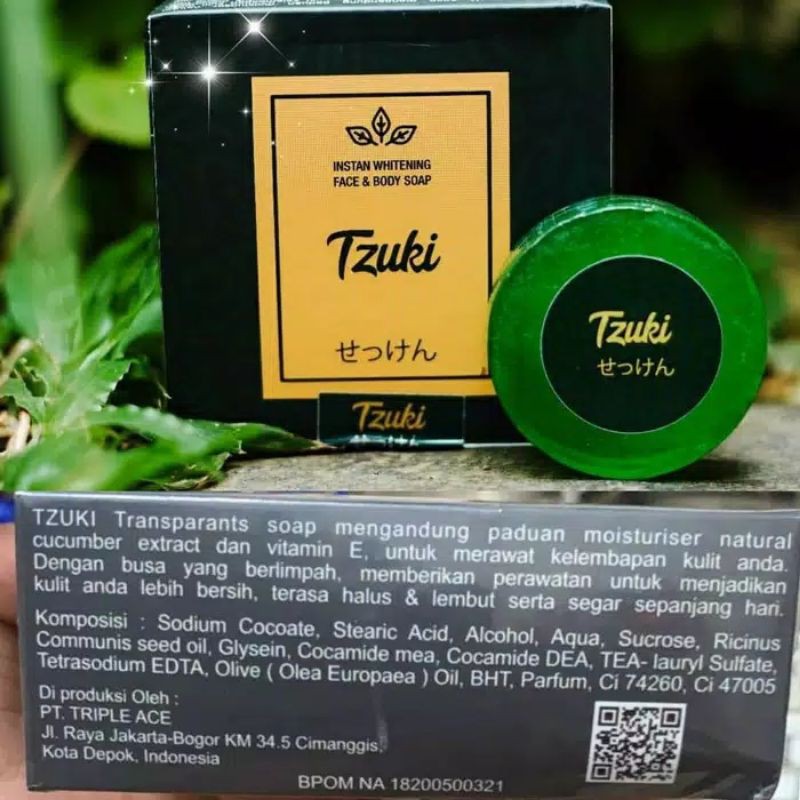 INSTAN WHITENING
FACE & BODY SOAP
Tzuki
せっけん
Tzuki
Tzuki
せっけん
TZUKI Transparants soap mengandung paduan moisturiser natural
cucumber extract dan vitamin E, untuk merawat kelembapan kulit anda.
Dengan busa yang berlimpah, memberikan perawatan untuk menjadikan
kulit anda lebih bersih, terasa halus & lembut serta segar sepanjang hari.
Komposisi : Sodium Cocoate, Stearic Acid, Alcohol, Aqua, Sucrose, Ricinus
Communis seed oil, Glysein, Cocamide mea, Cocamide DEA, TEA- lauryl Sulfate,
Tetrasodium EDTA, Olive ( Olea Europaea ) Oil, BHT, Parfum, Ci 74260, Ci 47005
Di produksi Oleh :
PT. TRIPLE ACE
Jl. Raya Jakarta-Bogor KM 34.5 Cimanggis,
Kota Depok, Indonesia
BPOM NA 18200500321